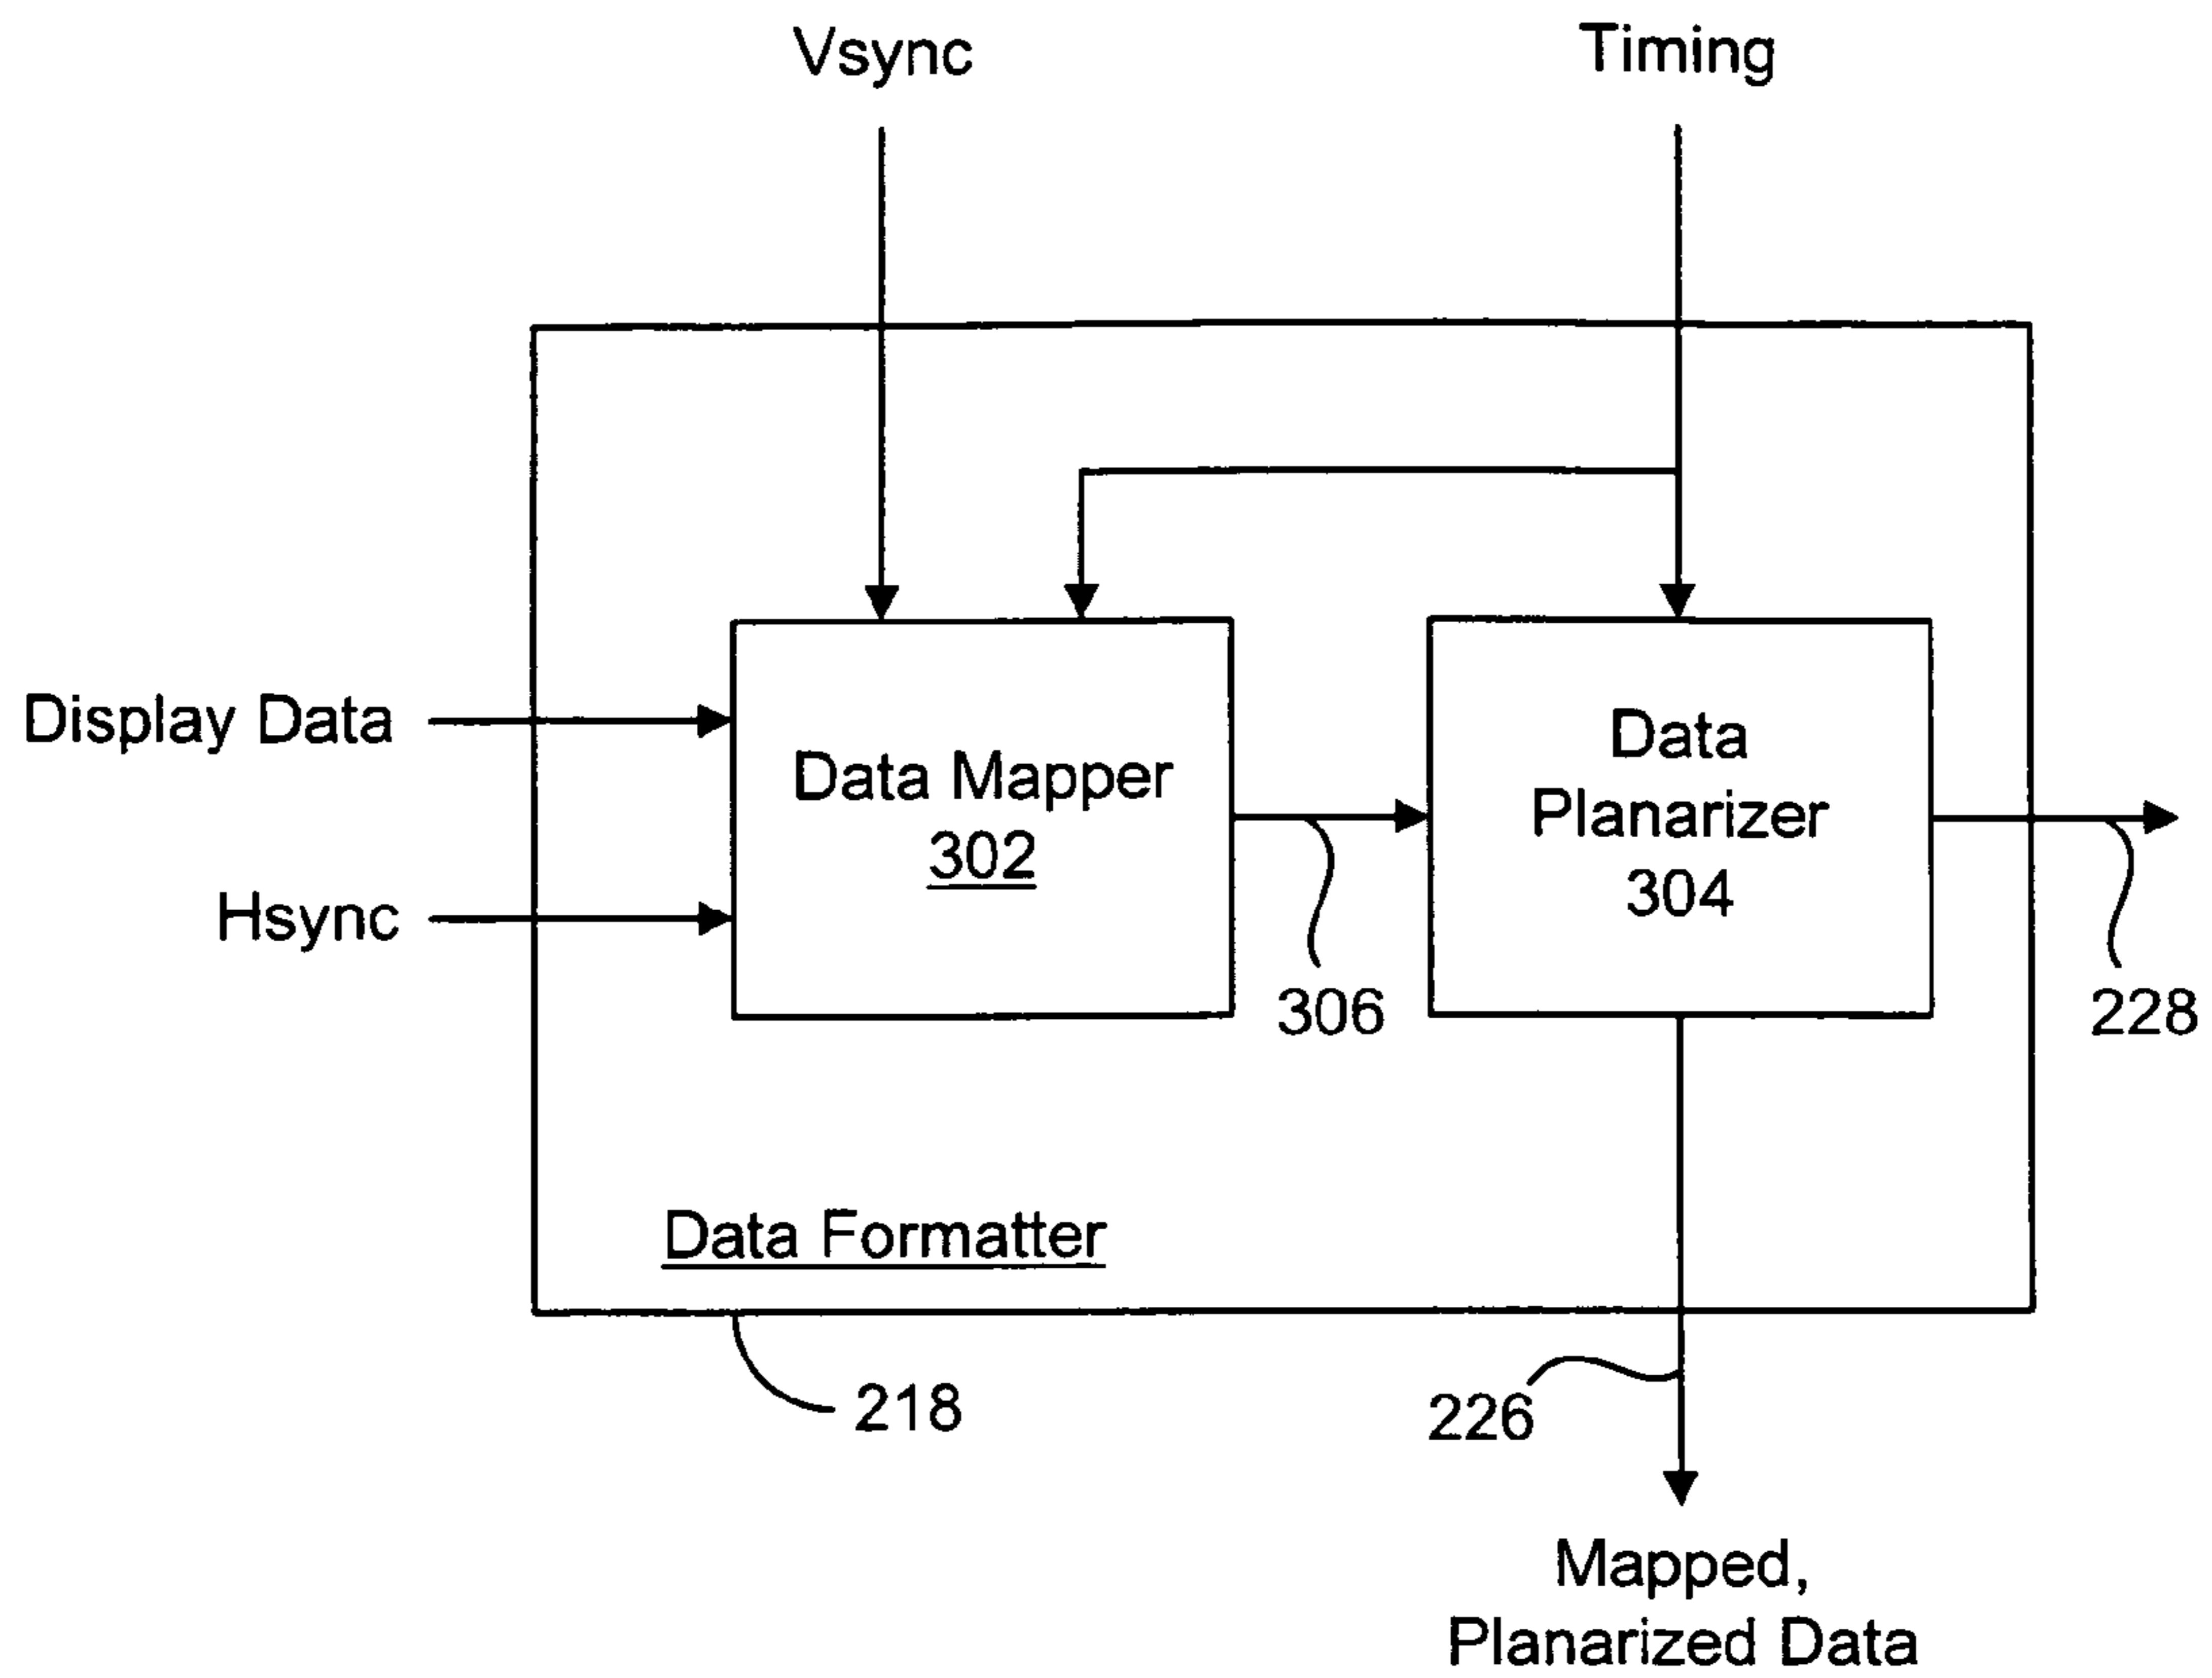 Vsync
Timing
Display Data
Hsync
Data Mapper
302
Data
Planarizer
304
306
228
Data Formatter
218
226
Mapped,
Planarized Data